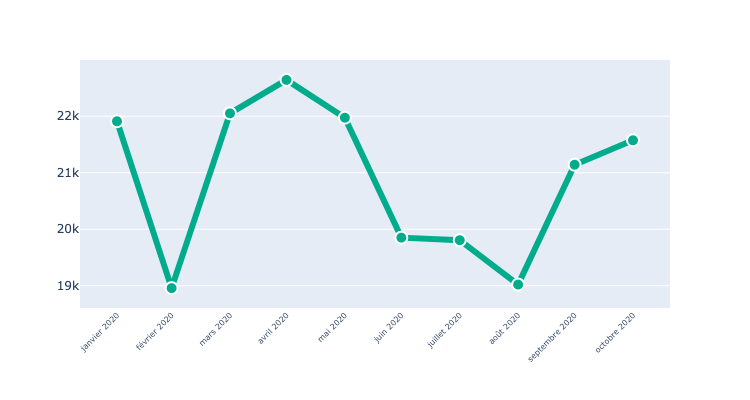 22k
21k
20k
19k
janvier 2020
février 2020
mars 2020
avril 2020
mai 2020
juin 2020
juillet 2020
août 2020
septembre 2020
octobre 2020